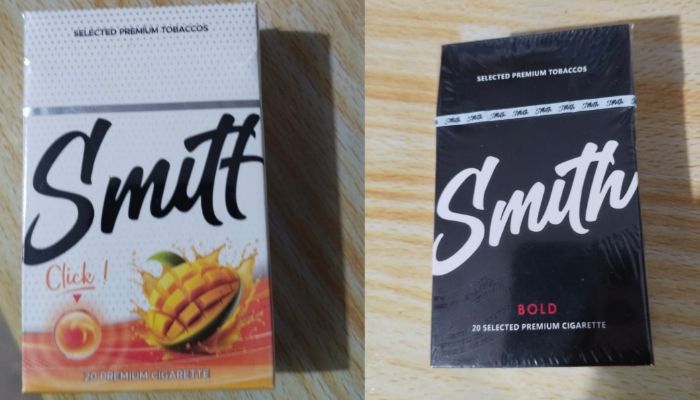 SELECTED PREMIUM TOBACCOS
Smith
Click !
20 PREMIUM CIGARETTE
SELECTED PREMIUM TOBACCOS
Smith
BOLD
20 SELECTED PREMIUM CIGARETTE